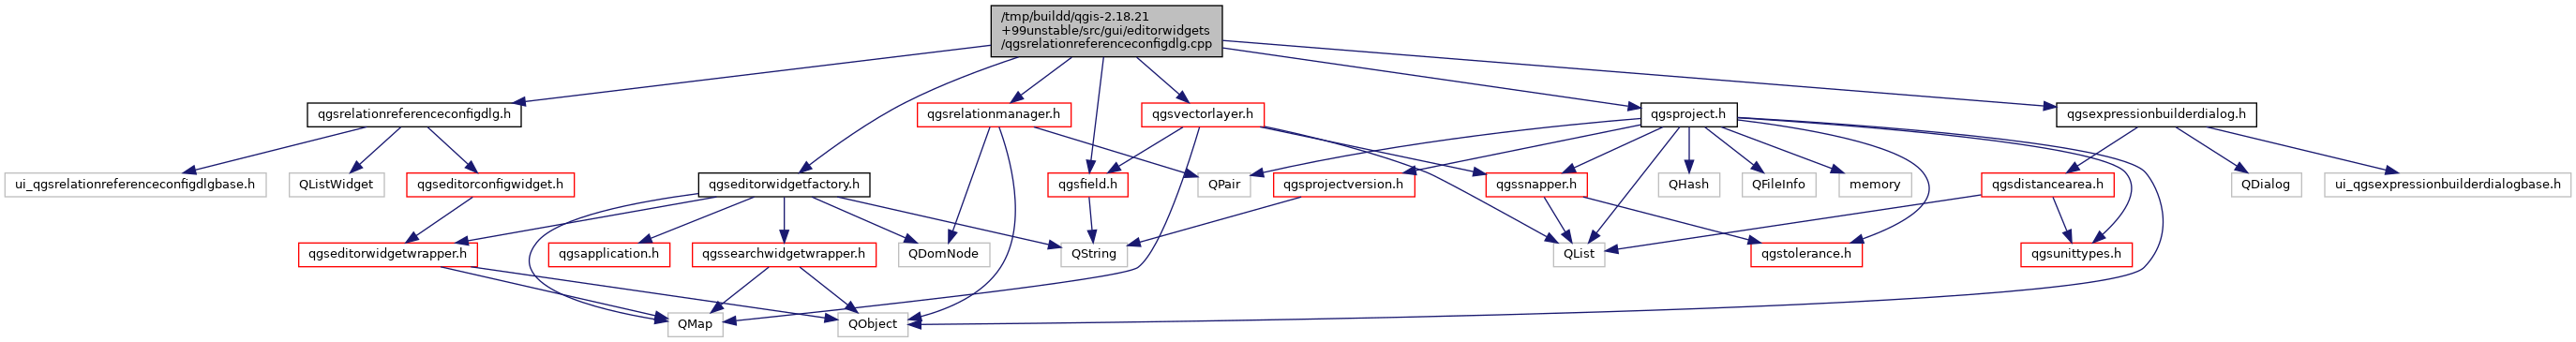 /tmp/buildd/qgis-2.18.21
+99unstable/src/gui/editorwidgets
/qgsrelationreferenceconfigdlg.cpp
qgsrelationreferenceconfigdlg.h
qgsrelationmanager.h
qgsvectorlayer.h
qgsproject.h
qgsexpressionbuilderdialog.h
ui_qgsrelationreferenceconfigdlgbase.h
QListWidget
qgseditorconfigwidget.h
qgseditorwidgetfactory.h
qgsfield.h
QPair
qgsprojectversion.h
qgssnapper.h
QHash
QFileInfo
memory
qgsdistancearea.h
QDialog
ui_qgsexpressionbuilderdialogbase.h
qgseditorwidgetwrapper.h
qgsapplication.h
qgssearchwidgetwrapper.h
QDomNode
QString
QList
qgstolerance.h
qgsunittypes.h
QMap
QObject